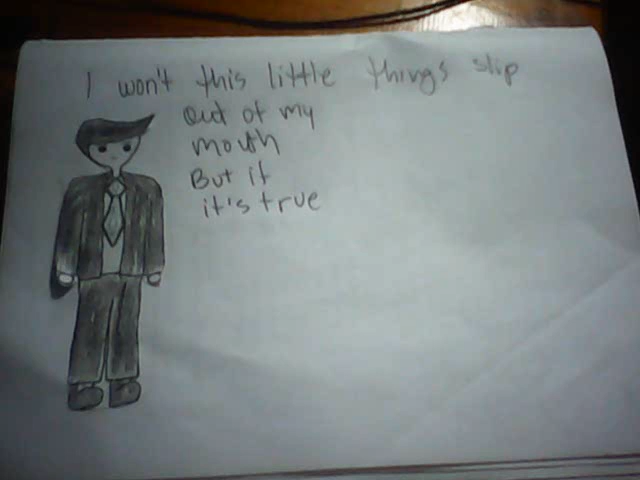 I won't this little things slip
out of my
mouth
But if
it's true